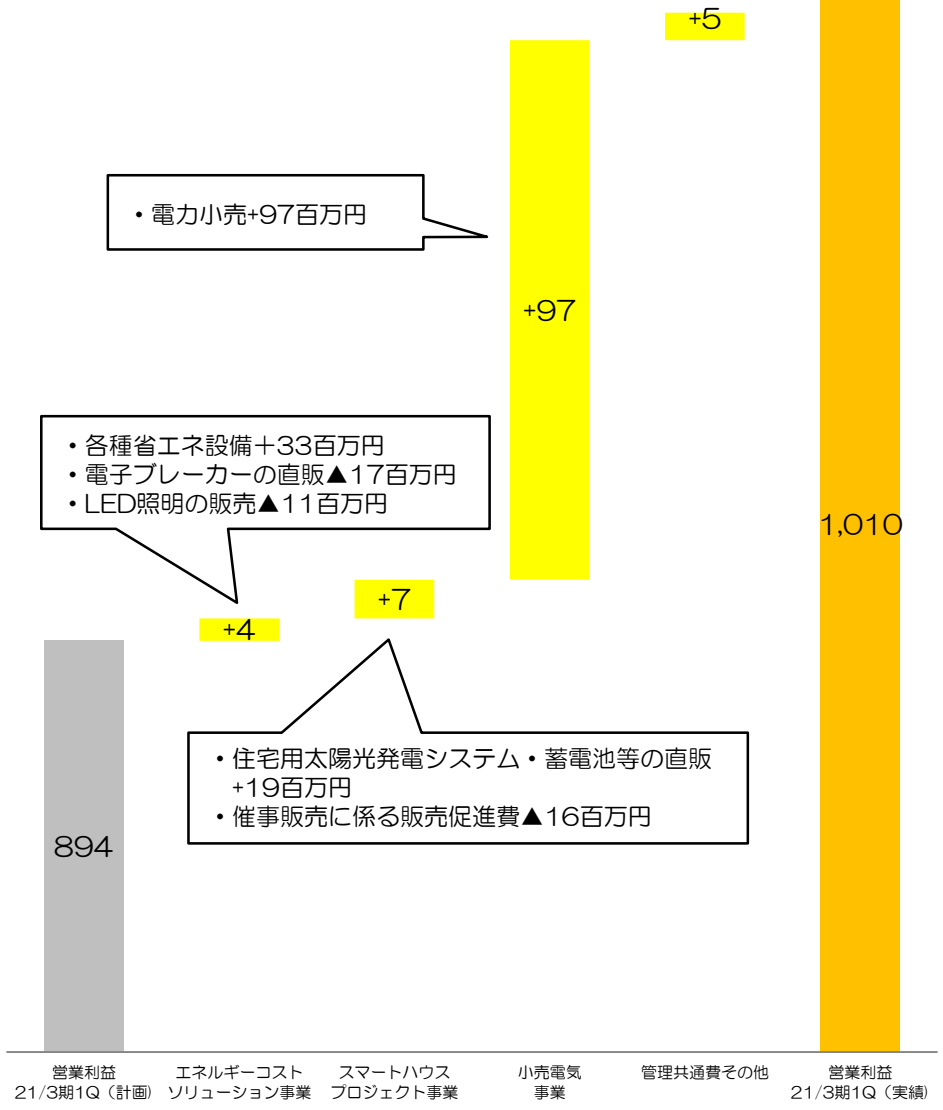 +5
・電力小売+97百万円
+97
・各種省エネ設備＋33百万円
・電子ブレーカーの直販▲17百万円
・LED照明の販売▲11百万円
1,010
+7
+4
・住宅用太陽光発電システム・蓄電池等の直販
+19百万円
・催事販売に係る販売促進費▲16百万円
894
営業利益
21/3期1Q（計画）
エネルギーコスト
ソリューション事業
スマートハウス
プロジェクト事業
小売電気
事業
管理共通費その他
営業利益
21/3期1Q（実績）